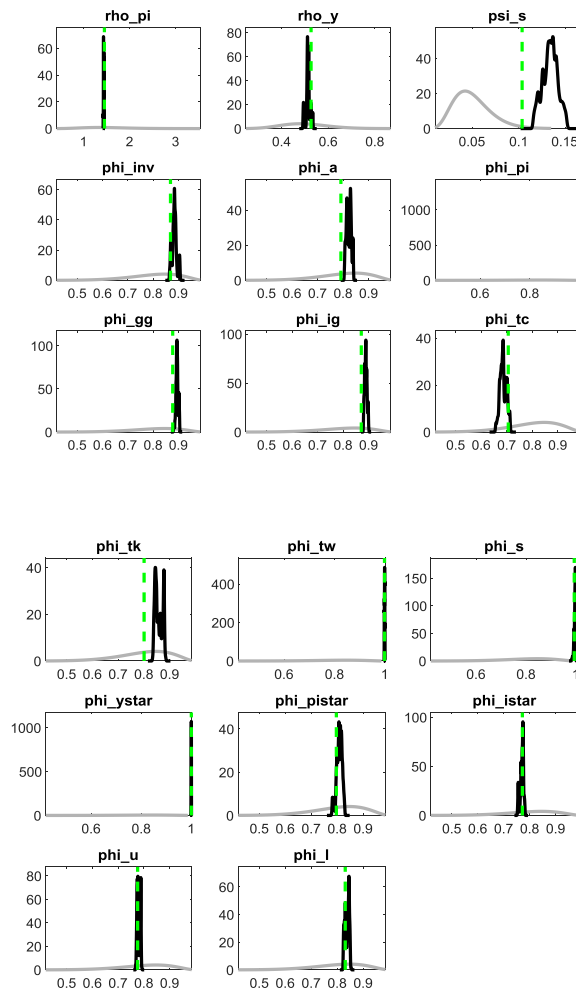 rho_pi rho_y psi_s
60 80 40
40 60
40 20
20 20
0 0 0
1 2 3 0.4 0.6 0.8 0.05 0.1 0.15
phi_inv phi_a phi_pi
60 60 1000
40 40
20 20 500
0 0 0
0.5 0.6 0.7 0.8 0.9 0.5 0.6 0.7 0.8 0.9 0.6 0.8
phi_gg phi_ig phi_tc
100 100 40
50 50 20
0 0 0
0.5 0.6 0.7 0.8 0.9 0.5 0.6 0.7 0.8 0.9 0.5 0.6 0.7 0.8 0.9
phi_tk phi_tw phi_s
40 400 150
20 200 100
50
0 0 0
0.5 0.6 0.7 0.8 0.9 0.6 0.8 1 0.6 0.8 1
phi_ystar phi_pistar phi_istar
1000 40 100
500 20 50
0 0 0
0.6 0.8 1 0.5 0.6 0.7 0.8 0.9 0.5 0.6 0.7 0.8 0.9
phi_u phi_l
80 60
60 40
40
20 20
0 0
0.5 0.6 0.7 0.8 0.9 0.5 0.6 0.7 0.8 0.9